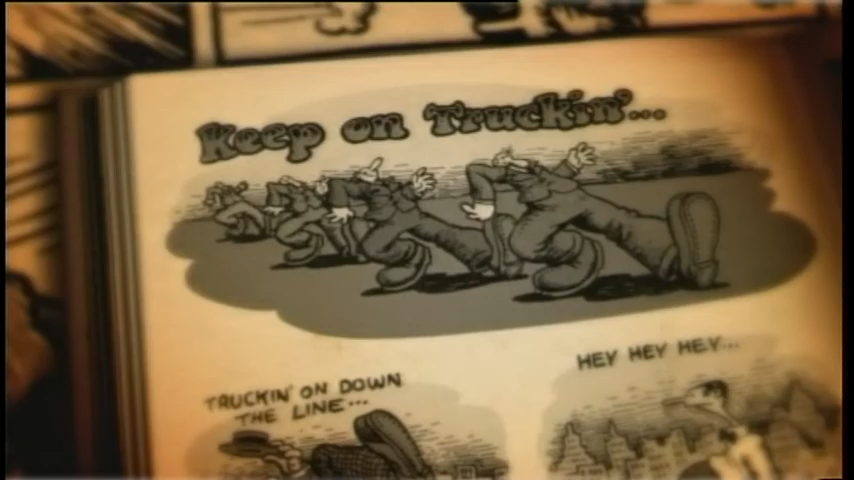 Keep on Truckin'...
TRUCKIN' ON DOWN
THE LINE...
HEY HEY HEY...